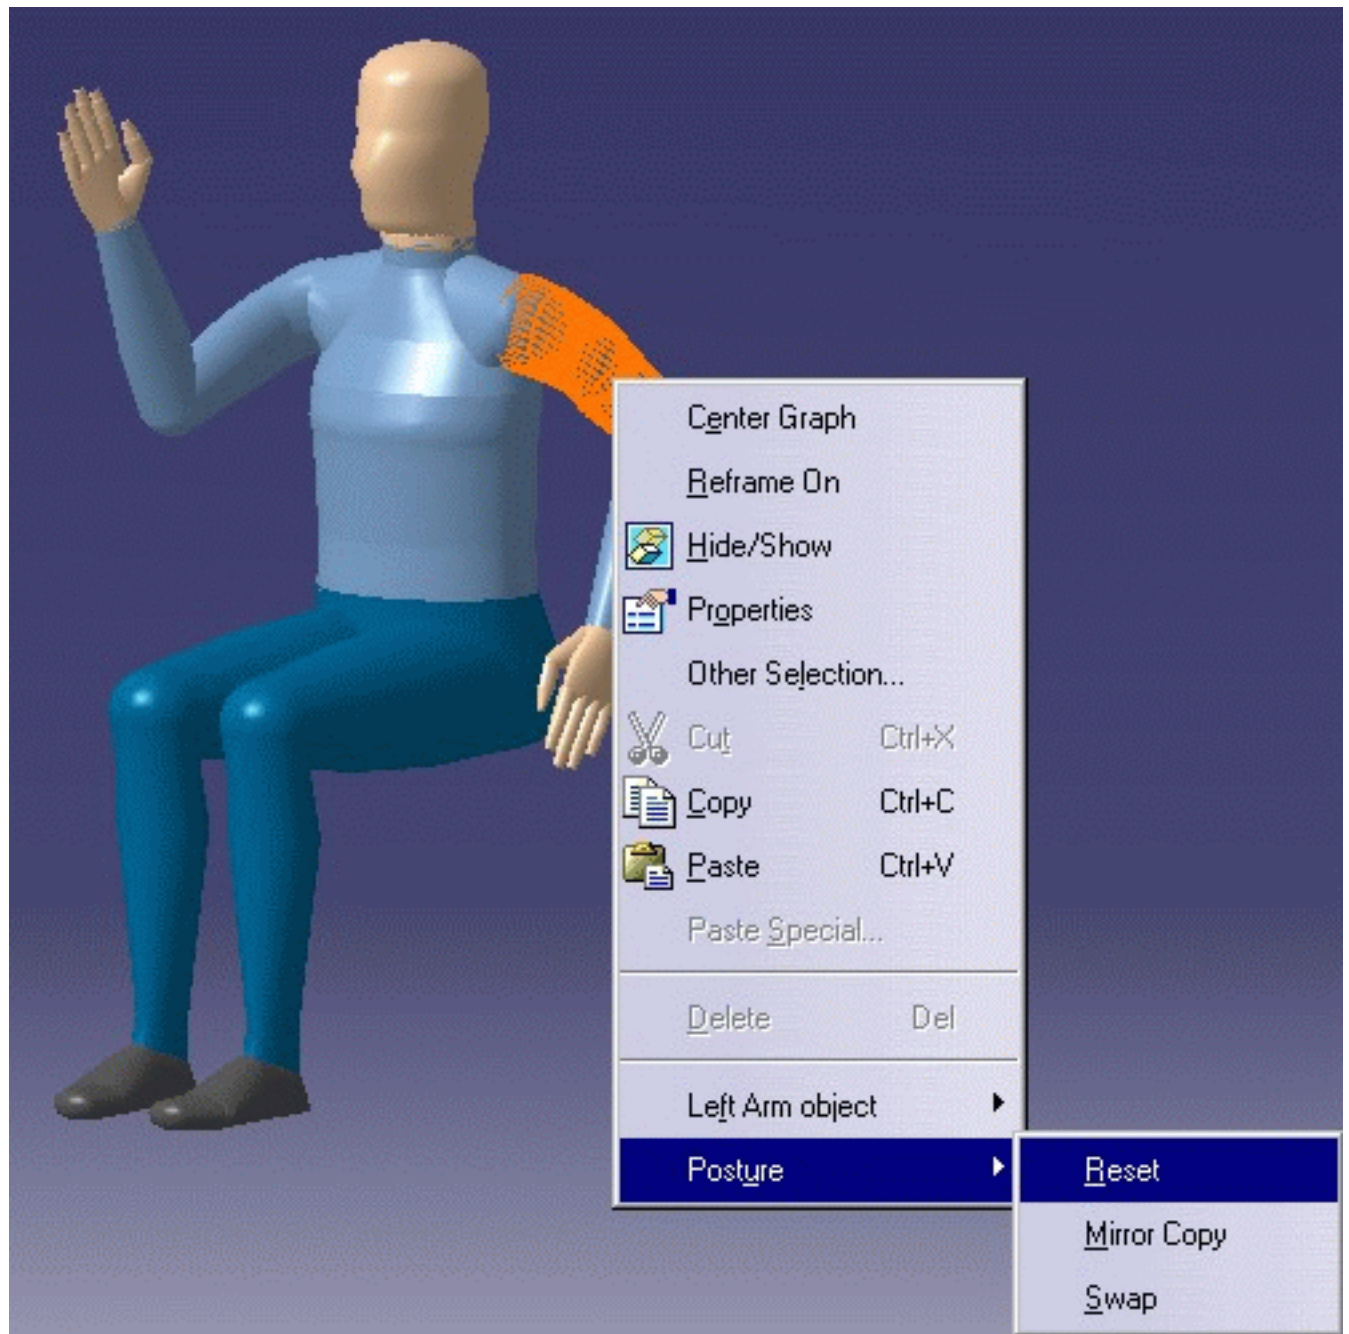 Center Graph
Reframe On
Hide/Show
Properties
Other Selection...
Cut Ctrl+X
Copy Ctrl+C
Paste Ctrl+V
Paste Special...
Delete Del
Left Arm object
Posture
Reset
Mirror Copy
Swap